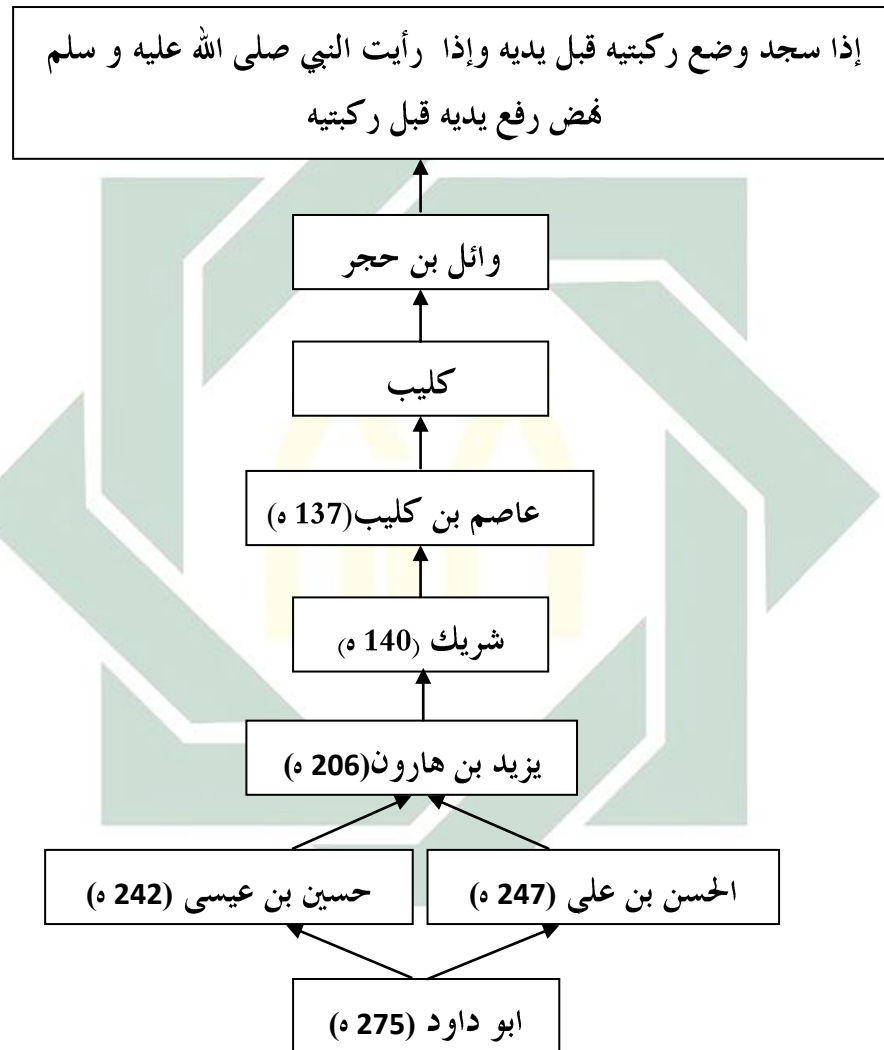 إذا سجد وضع ركبتيه قبل يديه وإذا رأيت النبي صلى الله عليه و سلم
نهض رفع يديه قبل ركبتيه
وائل بن حجر
كليب
عاصم بن كليب(137 ه)
شريك (140 ه)
يزيد بن هارون(206 ه)
حسين بن عيسى (242 ه)
الحسن بن على (247 ه)
ابو داود (275 ه)